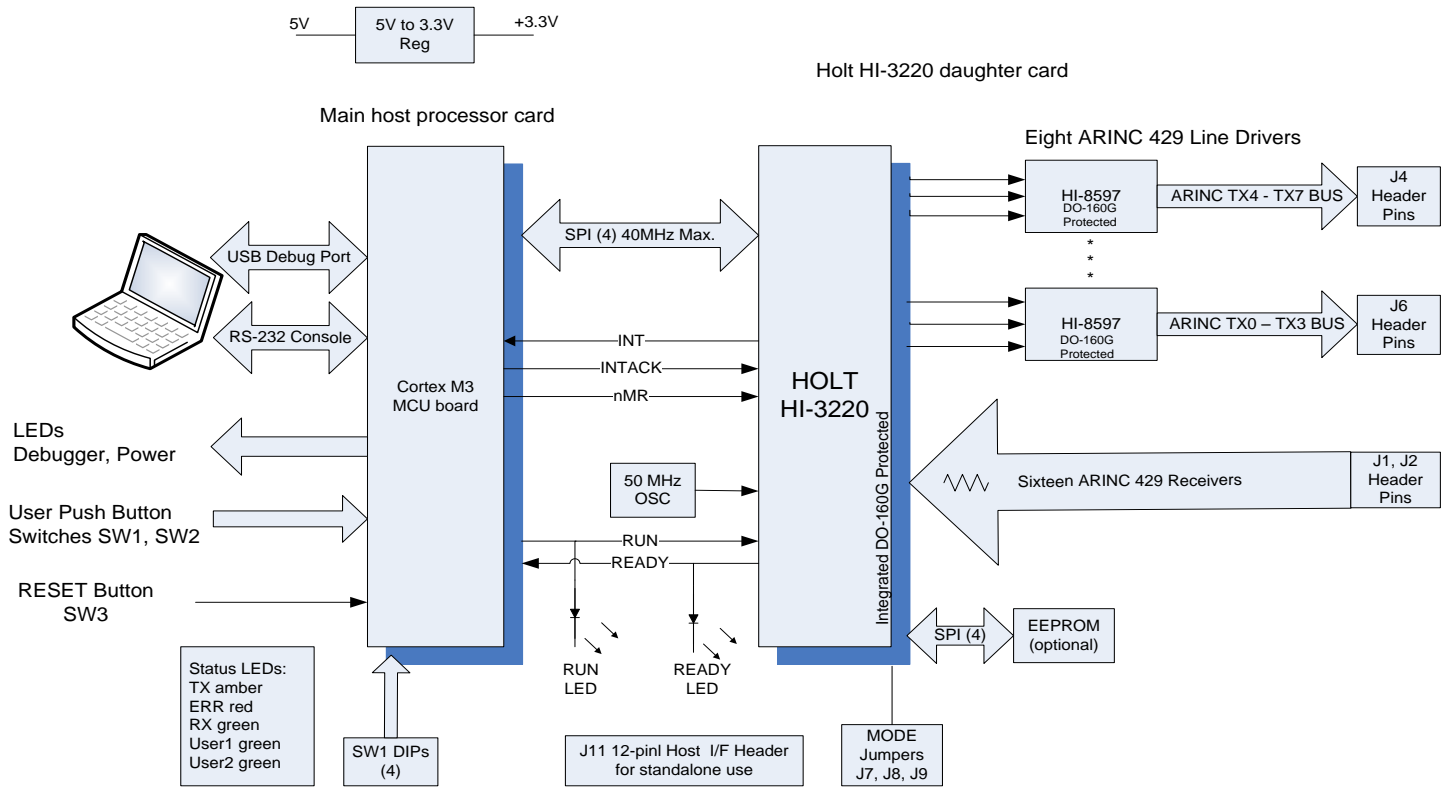 5V
5V to 3.3V
Reg
+3.3V
Holt HI-3220 daughter card
Main host processor card
Eight ARINC 429 Line Drivers
HI-8597
DO-160G
Protected
ARINC TX4 - TX7 BUS
J4
Header
Pins
SPI (4) 40MHz Max.
USB Debug Port
*
*
*
HI-8597
DO-160G
Protected
ARINC TX0 – TX3 BUS
J6
Header
Pins
RS-232 Console
INT
INTACK
nMR
Cortex M3
MCU board
HOLT
HI-3220
Integrated DO-160G Protected
LEDs
Debugger, Power
50 MHz
OSC
Sixteen ARINC 429 Receivers
J1, J2
Header
Pins
User Push Button
Switches SW1, SW2
RUN
READY
RESET Button
SW3
SPI (4)
EEPROM
(optional)
RUN
LED
READY
LED
Status LEDs:
TX amber
ERR red
RX green
User1 green
User2 green
SW1 DIPs
(4)
J11 12-pinl Host  I/F Header
for standalone use
MODE
Jumpers
J7, J8, J9